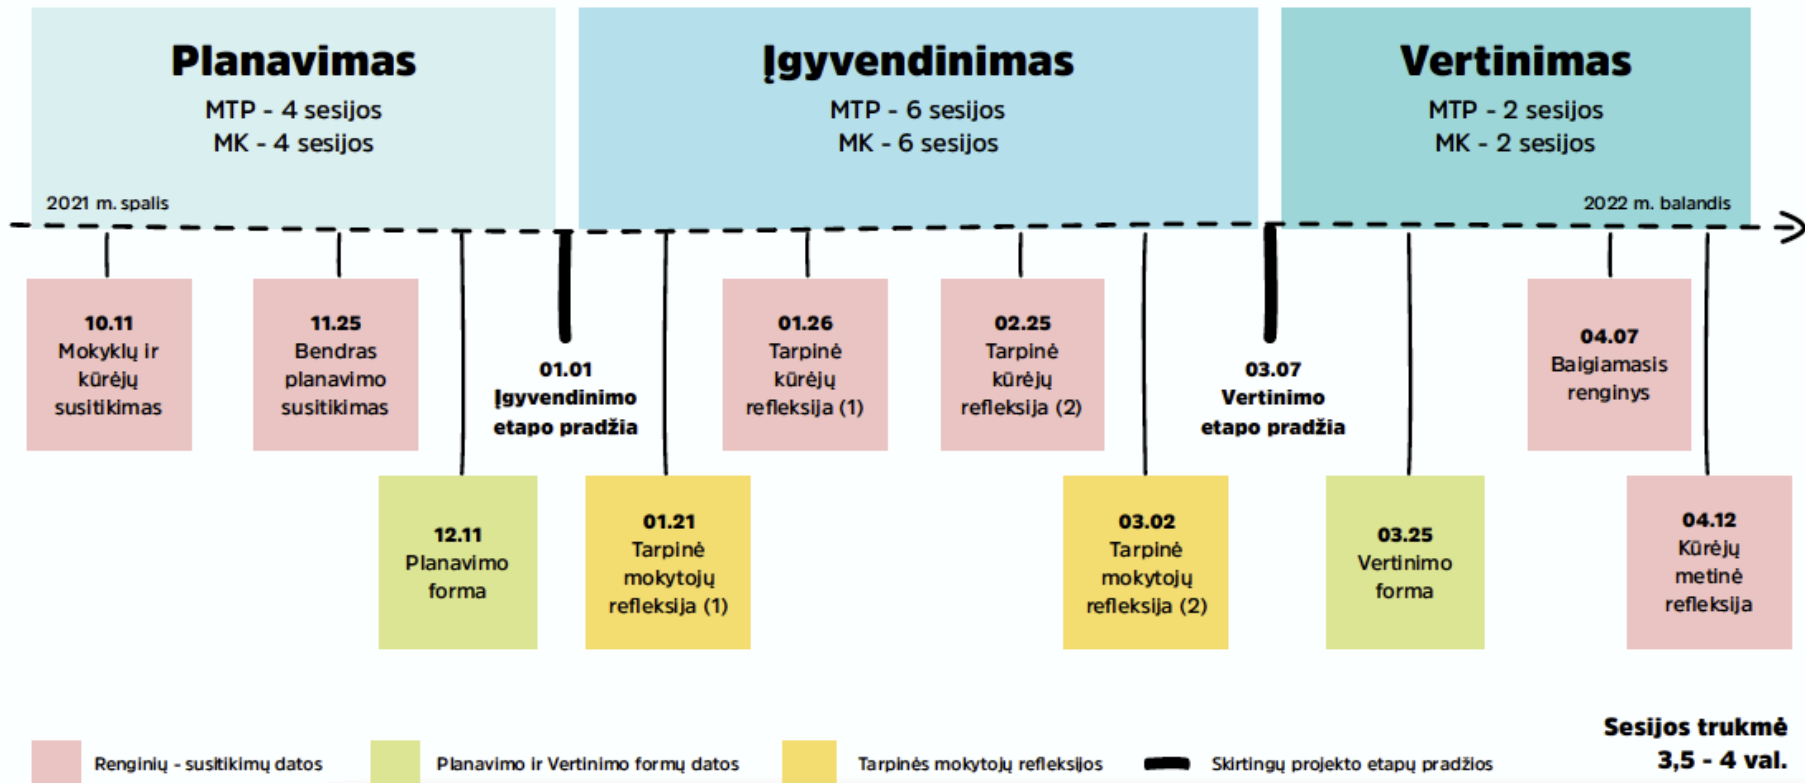 Planavimas
MTP - 4 sesijos
MK - 4 sesijos
2021 m. spalis
Įgyvendinimas
MTP - 6 sesijos
MK - 6 sesijos
Vertinimas
MTP - 2 sesijos
MK - 2 sesijos
2022 m. balandis
10.11
Mokyklų ir
kūrėjų
susitikimas
11.25
Bendras
planavimo
susitikimas
12.11
Planavimo
forma
01.01
Įgyvendinimo
etapo pradžia
01.21
Tarpinė
mokytojų
refleksija (1)
01.26
Tarpinė
kūrėjų
refleksija (1)
02.25
Tarpinė
kūrėjų
refleksija (2)
03.02
Tarpinė
mokytojų
refleksija (2)
03.07
Vertinimo
etapo pradžia
03.25
Vertinimo
forma
04.07
Baigiamasis
renginys
04.12
Kūrėjų
metinė
refleksija
Renginių - susitikimų datos
Planavimo ir Vertinimo formų datos
Tarpinės mokytojų refleksijos
Skirtingų projekto etapų pradžios
Sesijos trukmė
3,5 - 4 val.